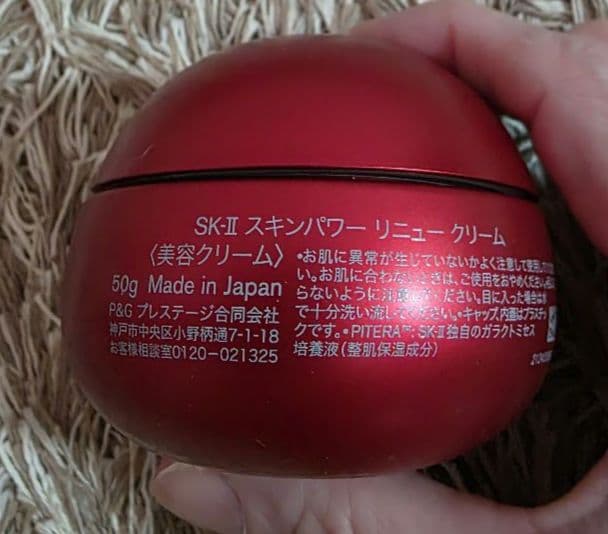 SK-II スキンパワー リニュー クリーム
〈美容クリーム〉
50g Made in Japan
P&G プレステージ合同会社
神戸市中央区小野柄通7-1-18
お客様相談室0120-021325
•お肌に異常が生じていないかよく注意して使用して
い。お肌に合わないときは、ご使用をおやめください
らないように注意してください。目に入った場合は
で十分洗い流してください。•キャップ、内蓋はプラスチッ
クです。•PITERA™: SK-II独自のガラクトミセス
培養液(整肌保湿成分)